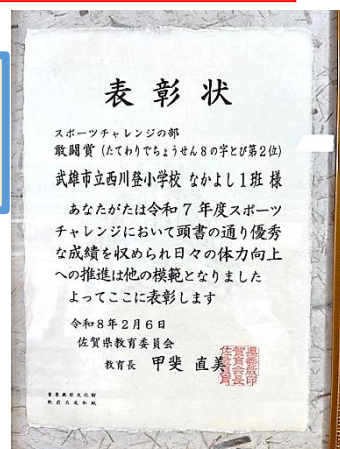 表彰状
スポーツチャレンジの部
敢闘賞(たてわりでちょうせん8の字とび第2位)
武雄市立西川登小学校 なかよし1班 様
あなたがたは令和7年度スポーツ
チャレンジにおいて頭書の通り優秀
な成績を収められ日々の体力向上
への推進は他の模範となりました
よってここに表彰します
令和8年2月6日
佐賀県教育委員会
教育長 甲斐 直美
重要無形文化財